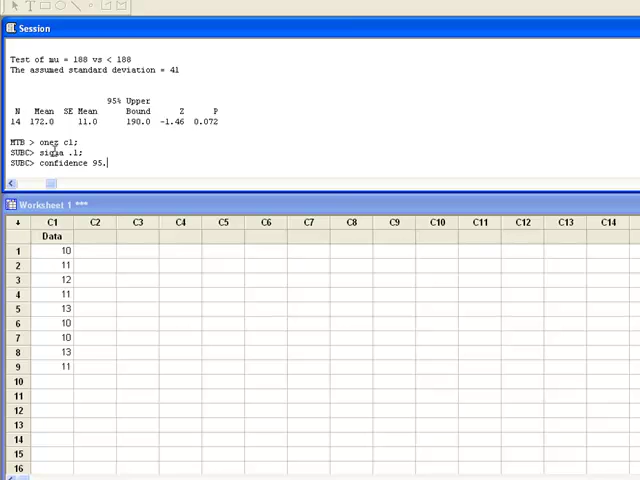 Session
Test of mu = 188 vs < 188
The assumed standard deviation = 41
95% Upper
N Mean SE Mean Bound Z P
14 172.0 11.0 190.0 -1.46 0.072
MTB > onez c1;
SUBC> sigma .1;
SUBC> confidence 95.
Worksheet 1 ***
C1 C2 C3 C4 C5 C6 C7 C8 C9 C10 C11 C12 C13 C14
Data
1 10
2 11
3 12
4 11
5 13
6 10
7 10
8 13
9 11
10
11
12
13
14
15
16